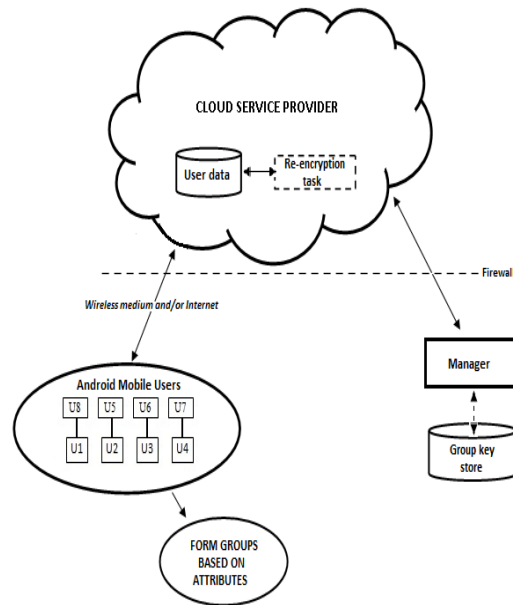 CLOUD SERVICE PROVIDER
User data
Re-encryption
task
Firewall
Wireless medium and/or Internet
Manager
Android Mobile Users
U8 U5 U6 U7
U1 U2 U3 U4
Group key
store
FORM GROUPS
BASED ON
ATTRIBUTES